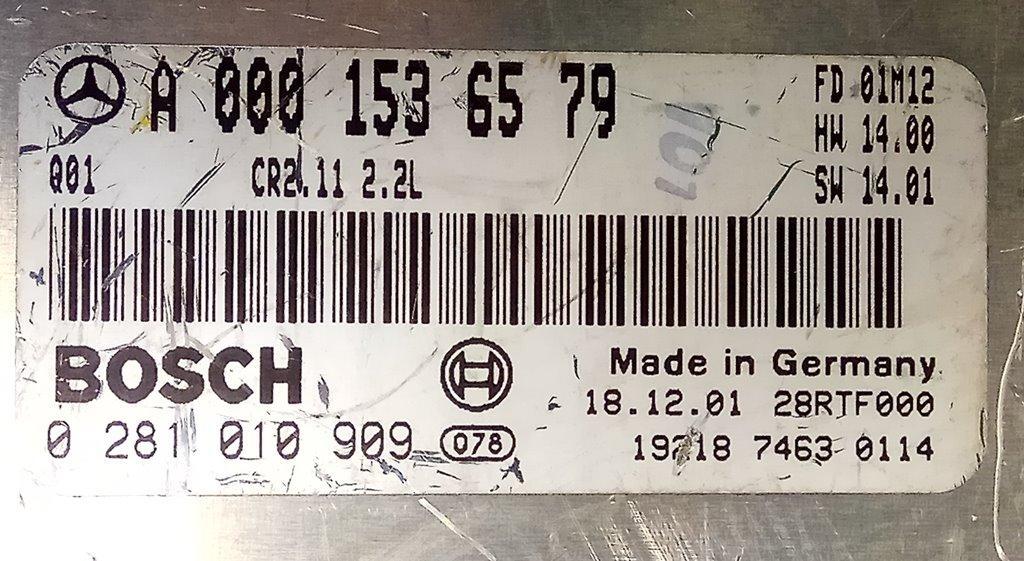 A 000 153 65 79
FD 01M12
HW 14.00
Q01 CR2.11 2.2L
SW 14.01
101
BOSCH
Made in Germany
18.12.01 28RTF000
0 281 010 909 078
7463 0114